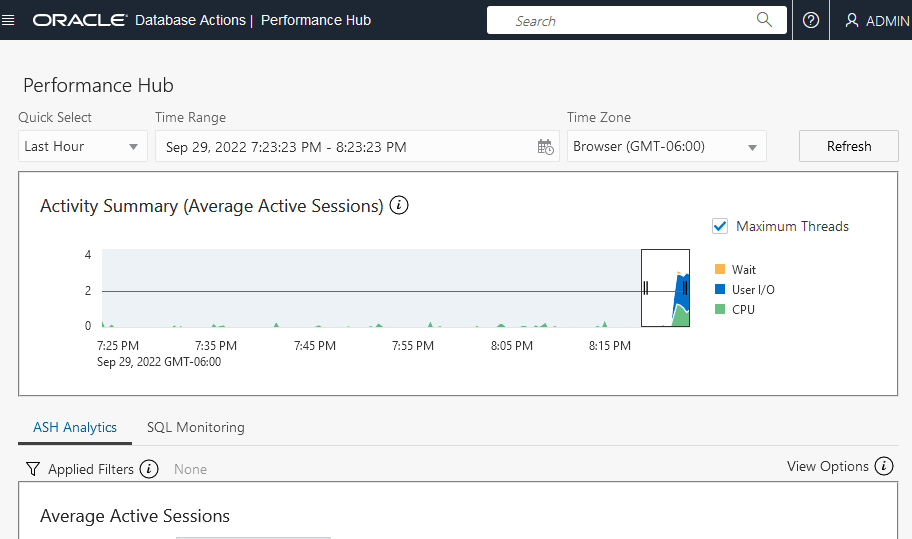 ORACLE Database Actions | Performance Hub Search ADMIN
Performance Hub
Quick Select Time Range Time Zone
Last Hour Sep 29, 2022 7:23:23 PM - 8:23:23 PM Browser (GMT-06:00) Refresh
Activity Summary (Average Active Sessions)
Maximum Threads
4
2
0
Wait
User I/O
CPU
7:25 PM 7:35 PM 7:45 PM 7:55 PM 8:05 PM 8:15 PM
Sep 29, 2022 GMT-06:00
ASH Analytics SQL Monitoring
Applied Filters None View Options
Average Active Sessions